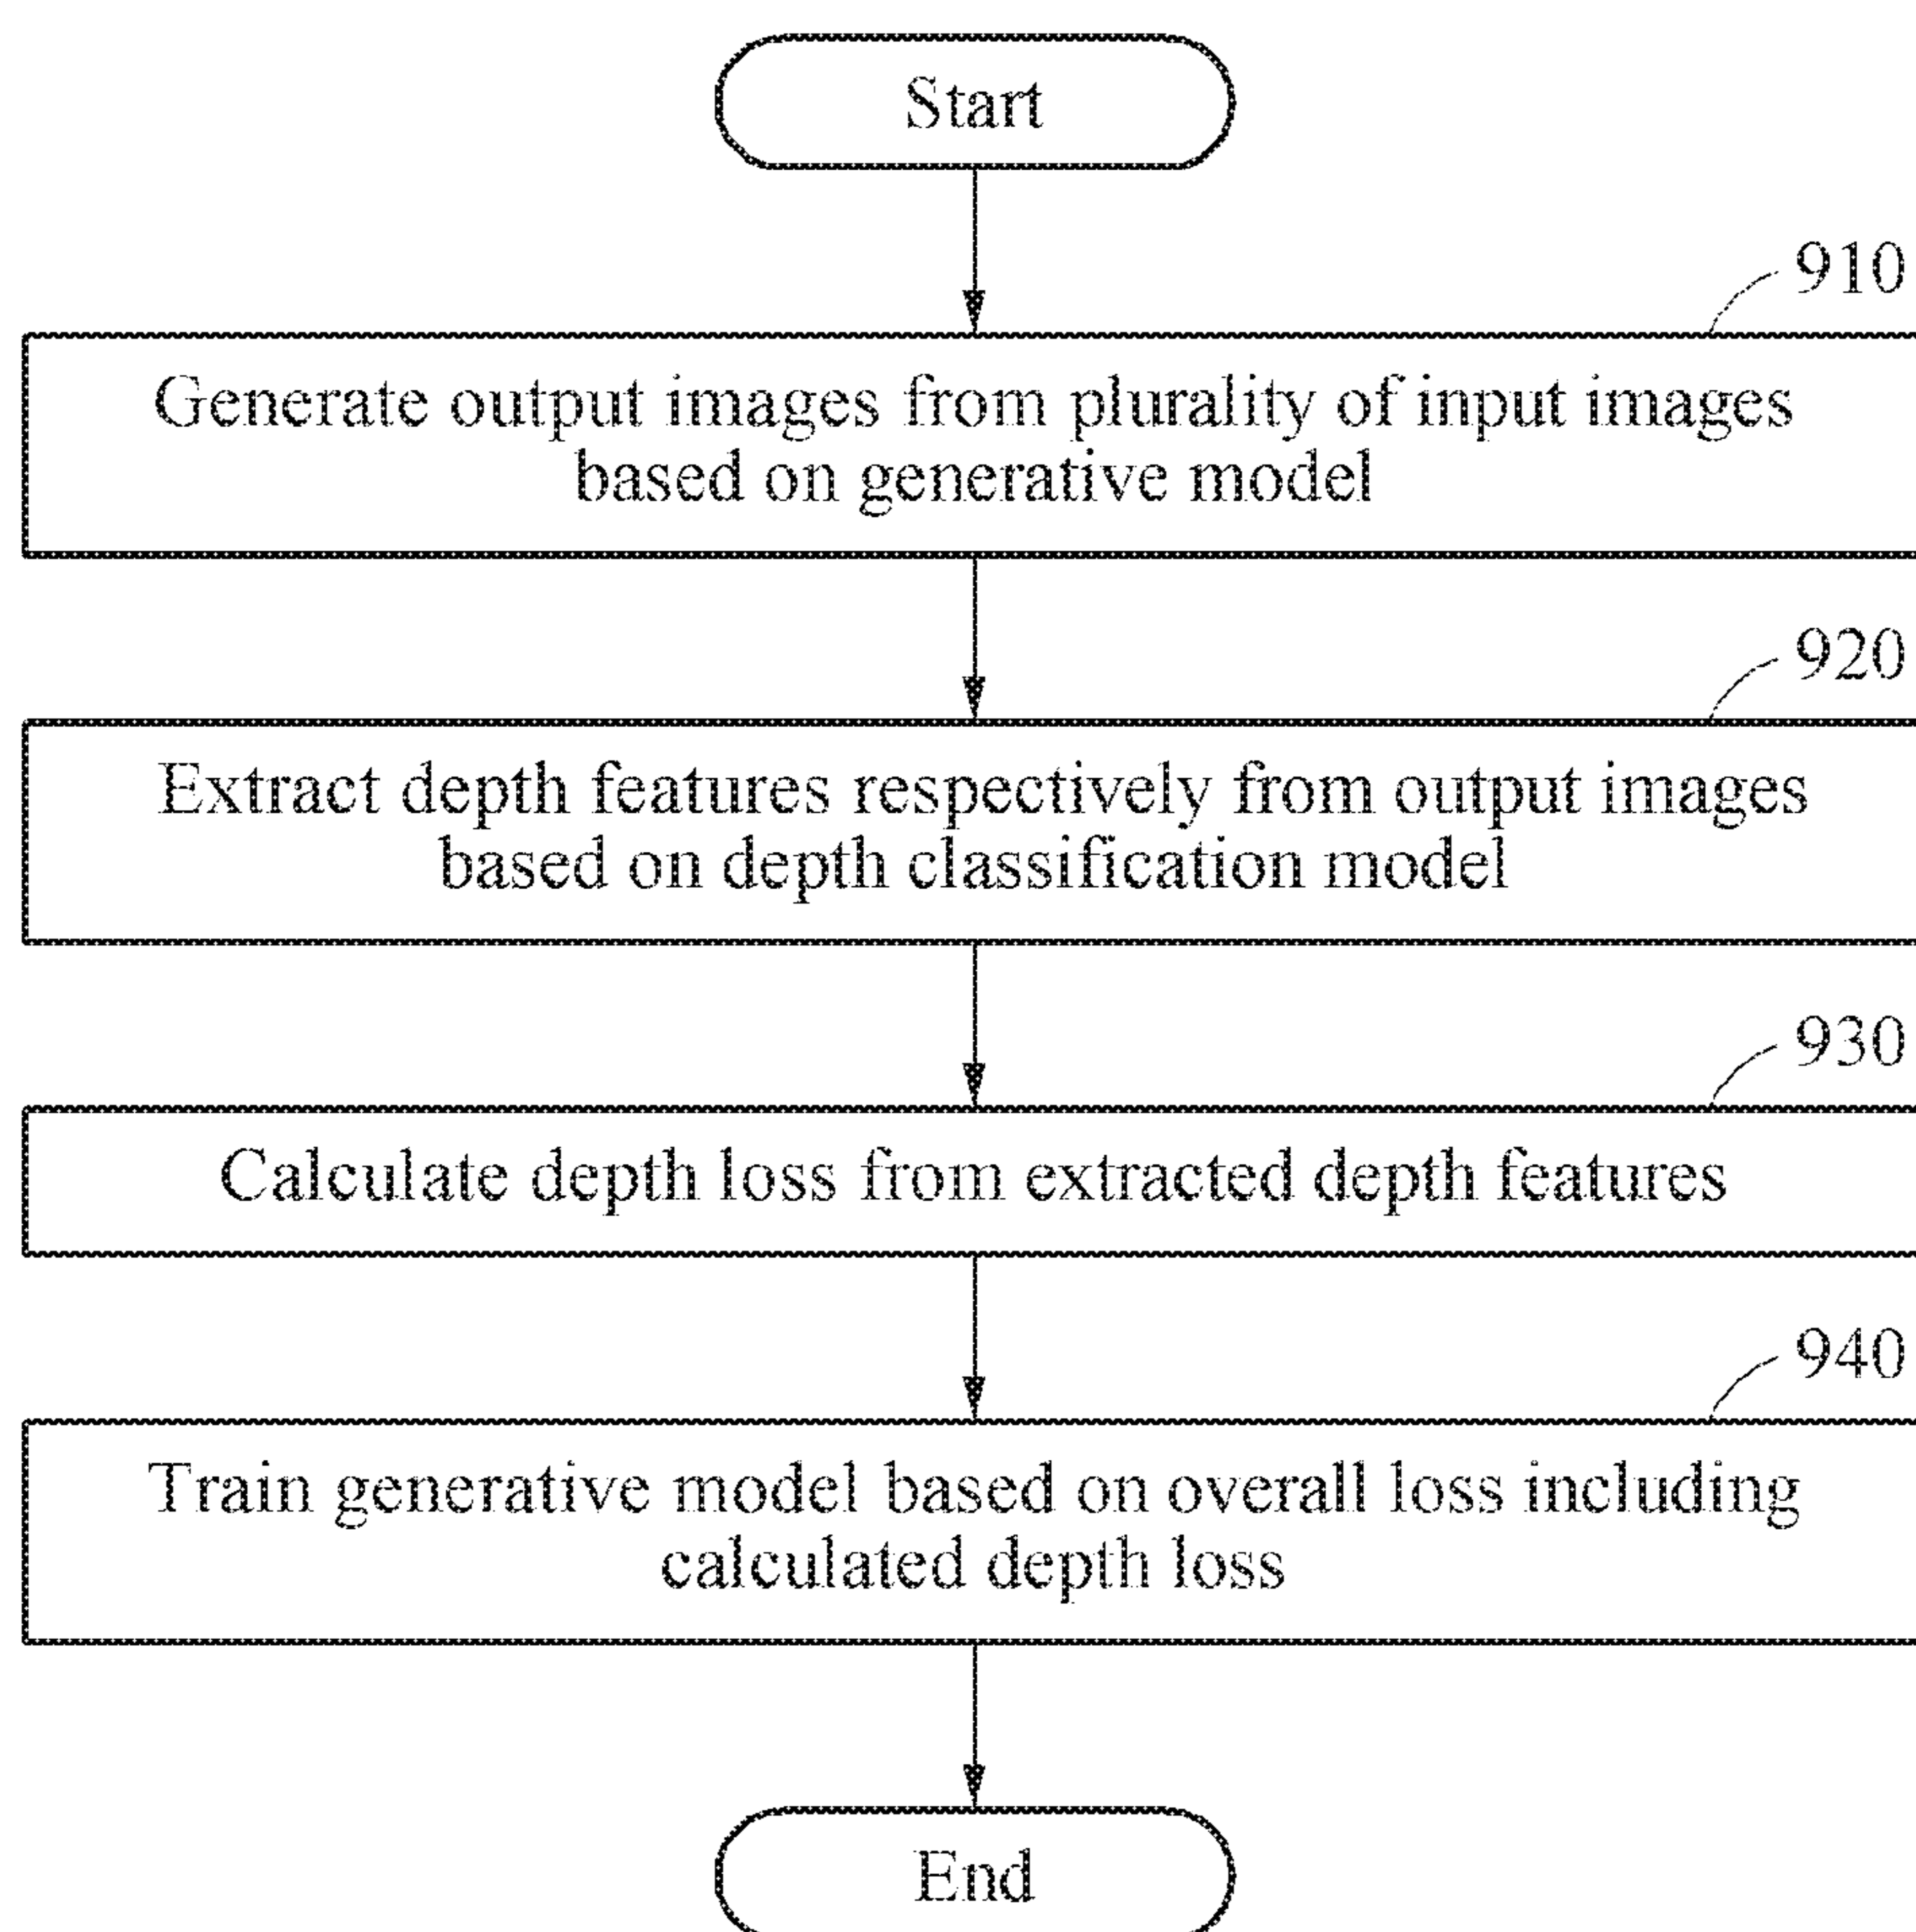 Start
910
Generate output images from plurality of input images
based on generative model
920
Extract depth features respectively from output images
based on depth classification model
930
Calculate depth loss from extracted depth features
940
Train generative model based on overall loss including
calculated depth loss
End